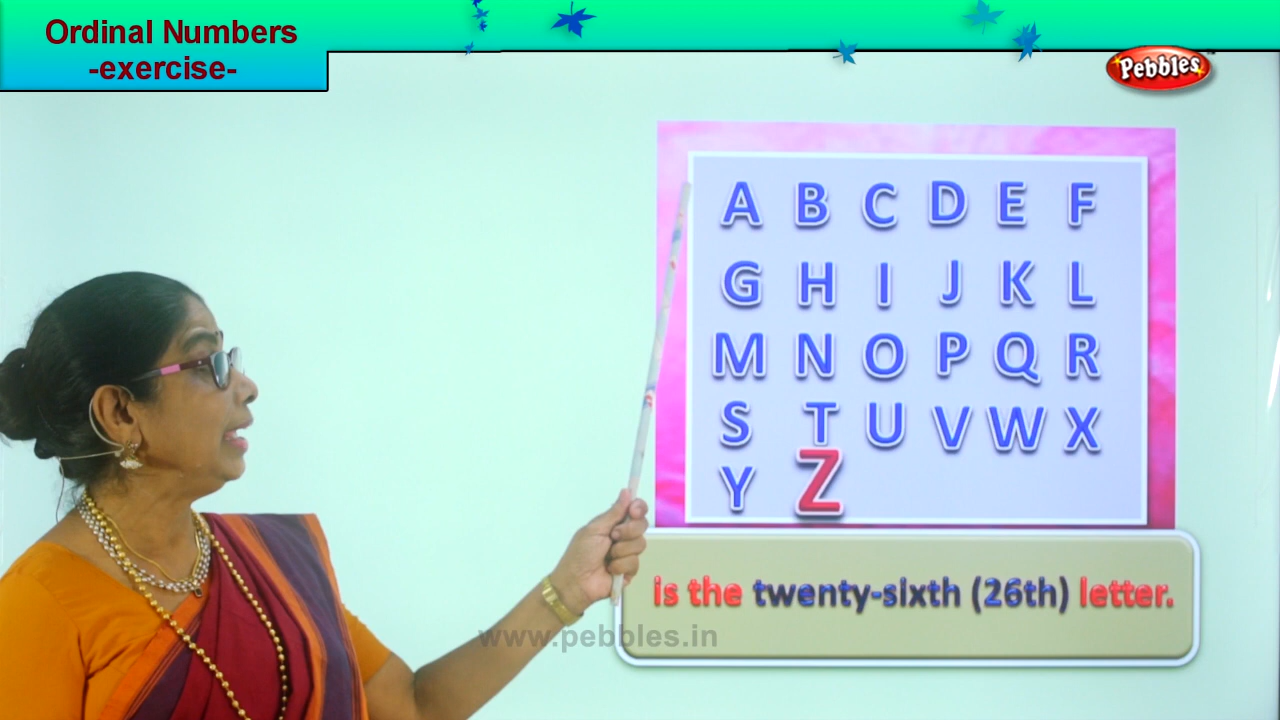 Ordinal Numbers
-exercise-
Pebbles
A B C D E F
G H I J K L
M N O P Q R
S T U V W X
Y Z
is the twenty-sixth (26th) letter.
www.pebbles.in